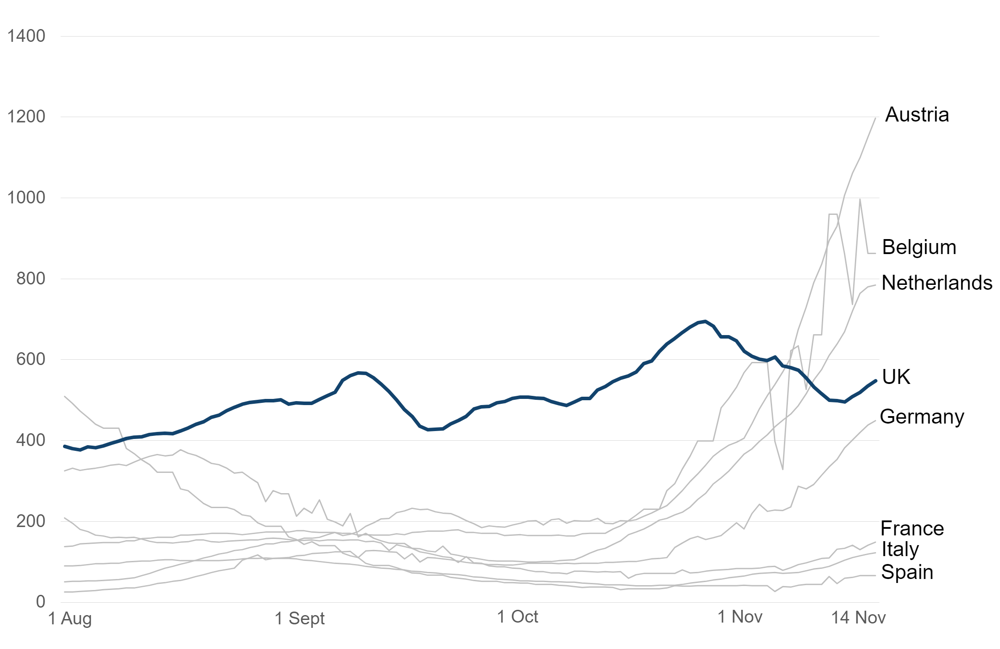 1400
1200
1000
800
600
400
200
0
Austria
Belgium
Netherlands
UK
Germany
France
Italy
Spain
1 Aug
1 Sept
1 Oct
1 Nov
14 Nov